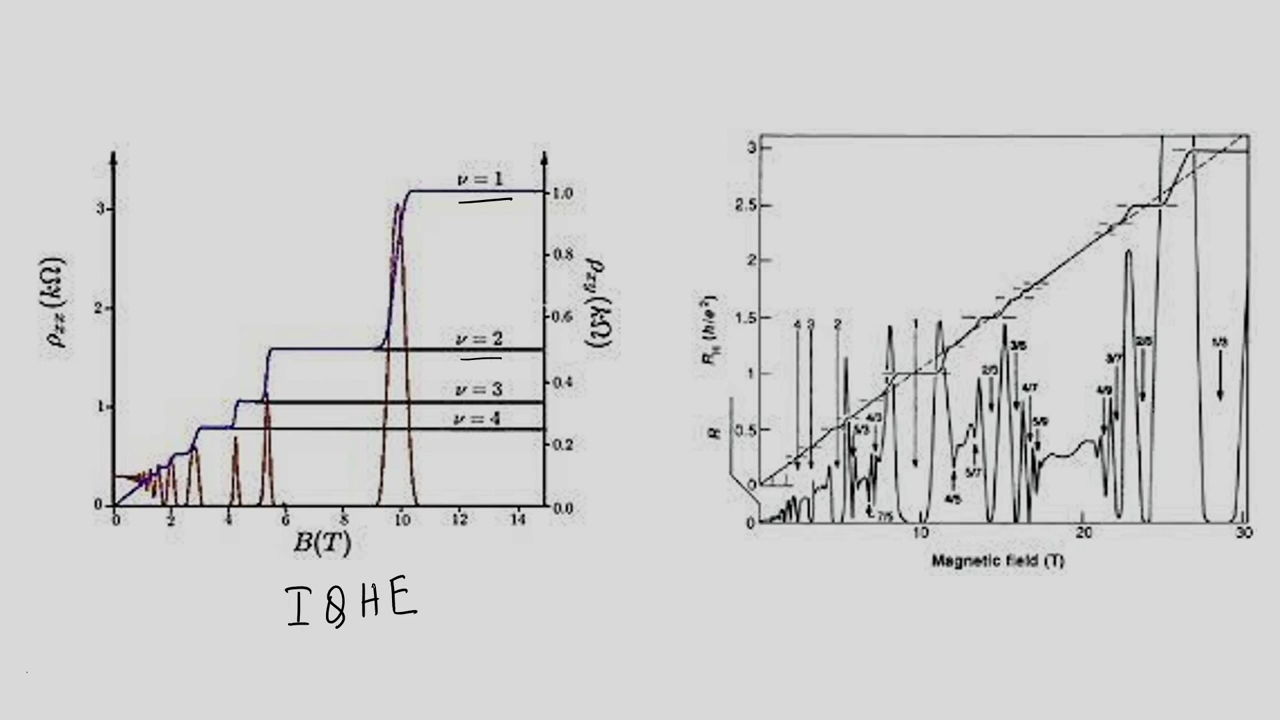 ν = 1
1.0
3
0.8
ρxx (kΩ)
ρxy (kΩ)
2
0.6
ν = 2
0.4
ν = 3
1
ν = 4
0.2
0
0.0
0 2 4 6 8 10 12 14
B(T)
IQHE
3
2.5
2
RH (h/e²)
1.5
4 3 2 1
3/5
2/5
1/3
1
2/3
3/7
4/7
4/9
R
0.5
4/3
5/3
5/9
5/7
0
4/5
7/5
0
10 20 30
Magnetic field (T)